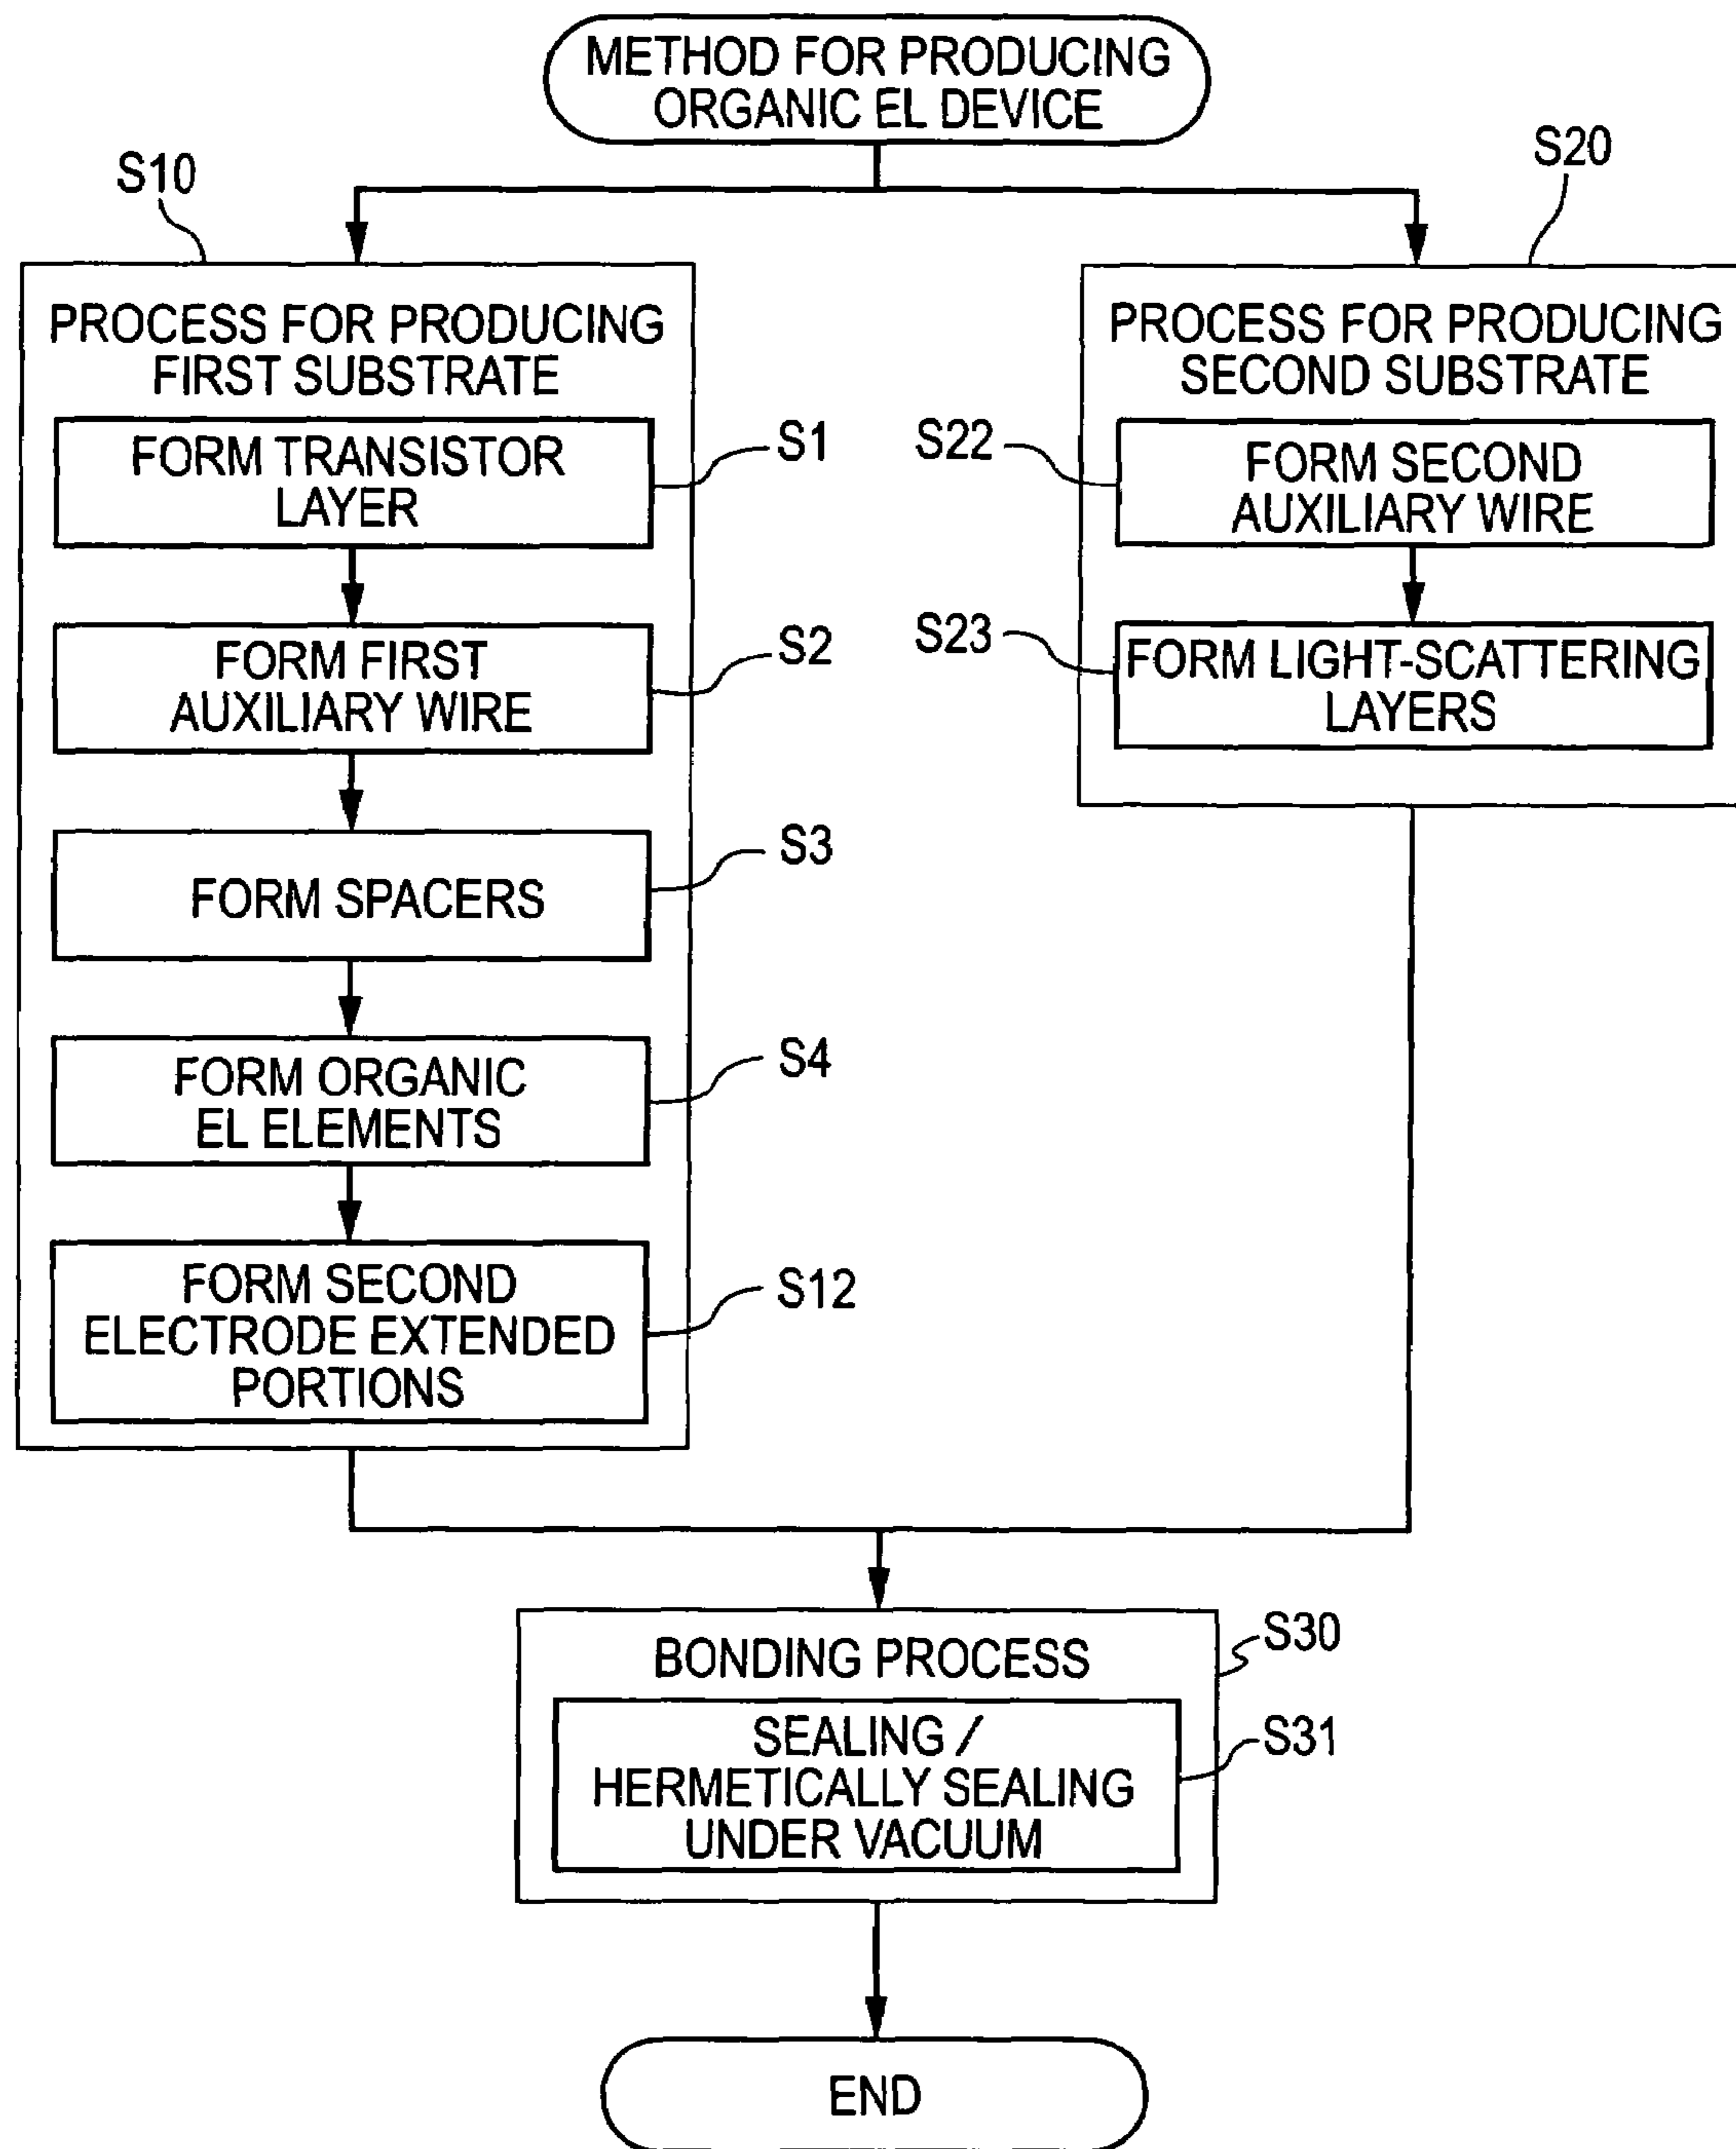 METHOD FOR PRODUCING
ORGANIC EL DEVICE
S10
S20
PROCESS FOR PRODUCING
FIRST SUBSTRATE
FORM TRANSISTOR
LAYER
S1
FORM FIRST
AUXILIARY WIRE
S2
FORM SPACERS
S3
FORM ORGANIC
EL ELEMENTS
S4
FORM SECOND
ELECTRODE EXTENDED
PORTIONS
S12
PROCESS FOR PRODUCING
SECOND SUBSTRATE
S22
FORM SECOND
AUXILIARY WIRE
S23
FORM LIGHT-SCATTERING
LAYERS
BONDING PROCESS
S30
SEALING /
HERMETICALLY SEALING
UNDER VACUUM
S31
END